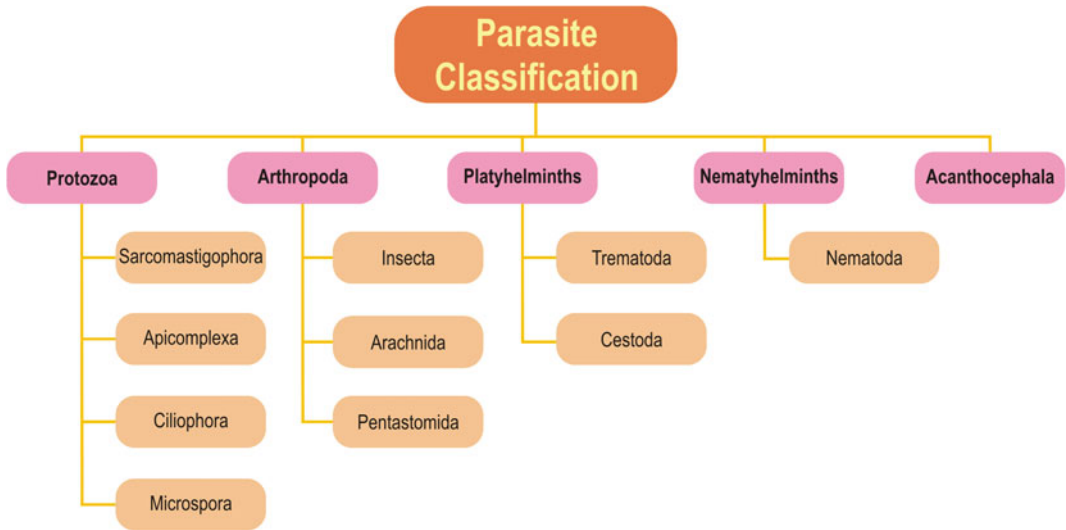 Parasite
Classification
Protozoa
Arthropoda
Platyhelminths
Nematyhelminths
Acanthocephala
Sarcomastigophora
Apicomplexa
Ciliophora
Microspora
Insecta
Arachnida
Pentastomida
Trematoda
Cestoda
Nematoda